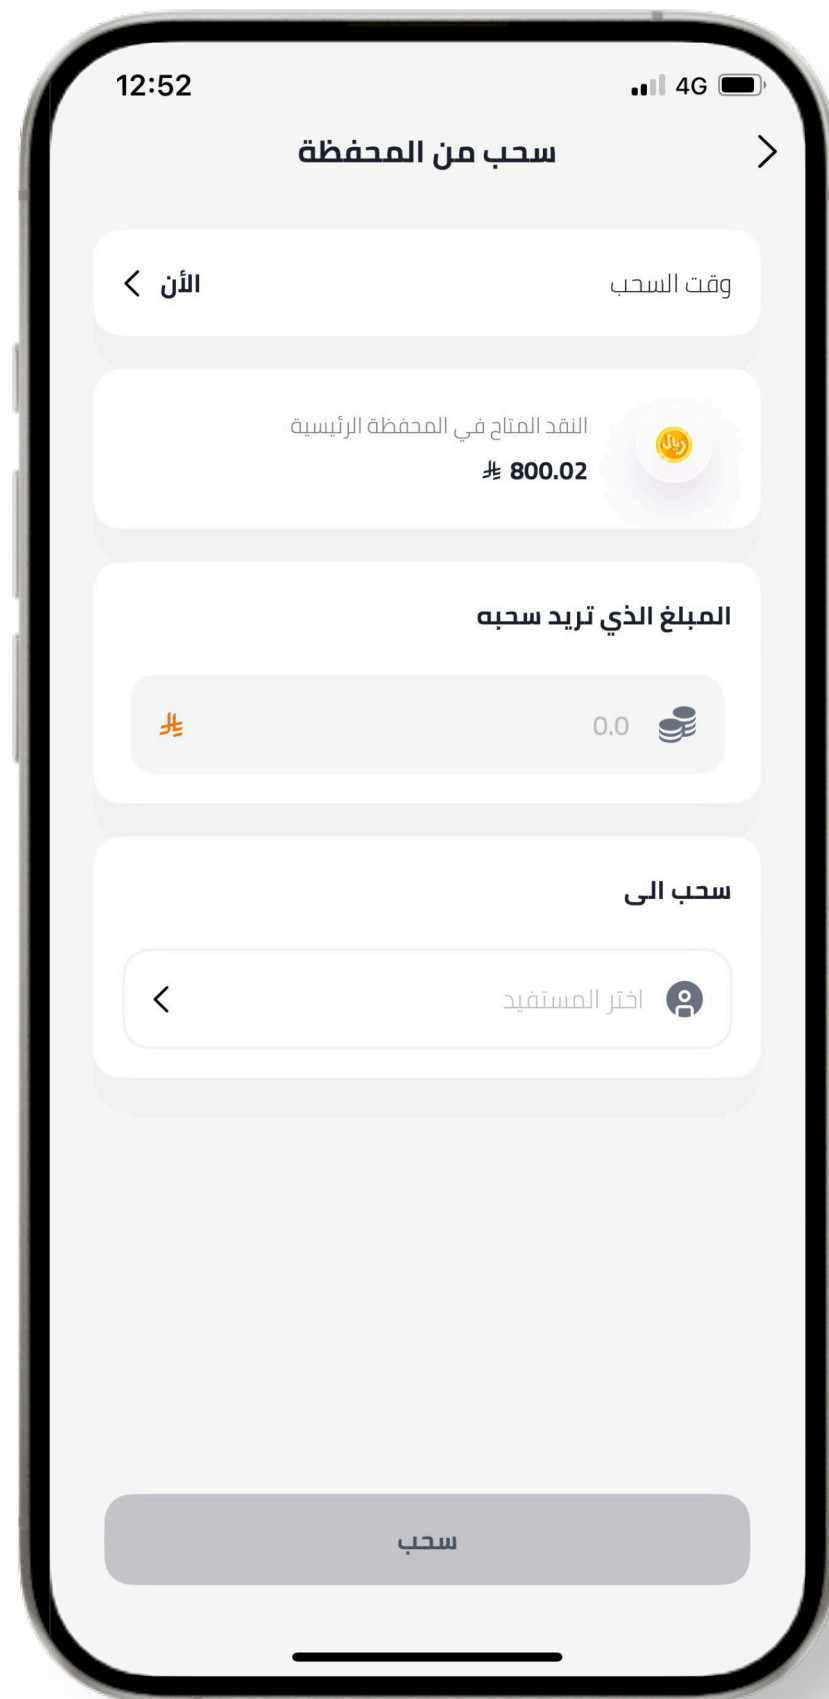 12:52 4G
سحب من المحفظة
وقت السحب الأن
النقد المتاح في المحفظة الرئيسية
ريال
800.02 ⃁
المبلغ الذي تريد سحبه
0.0 ⃁
سحب الى
اختر المستفيد
سحب